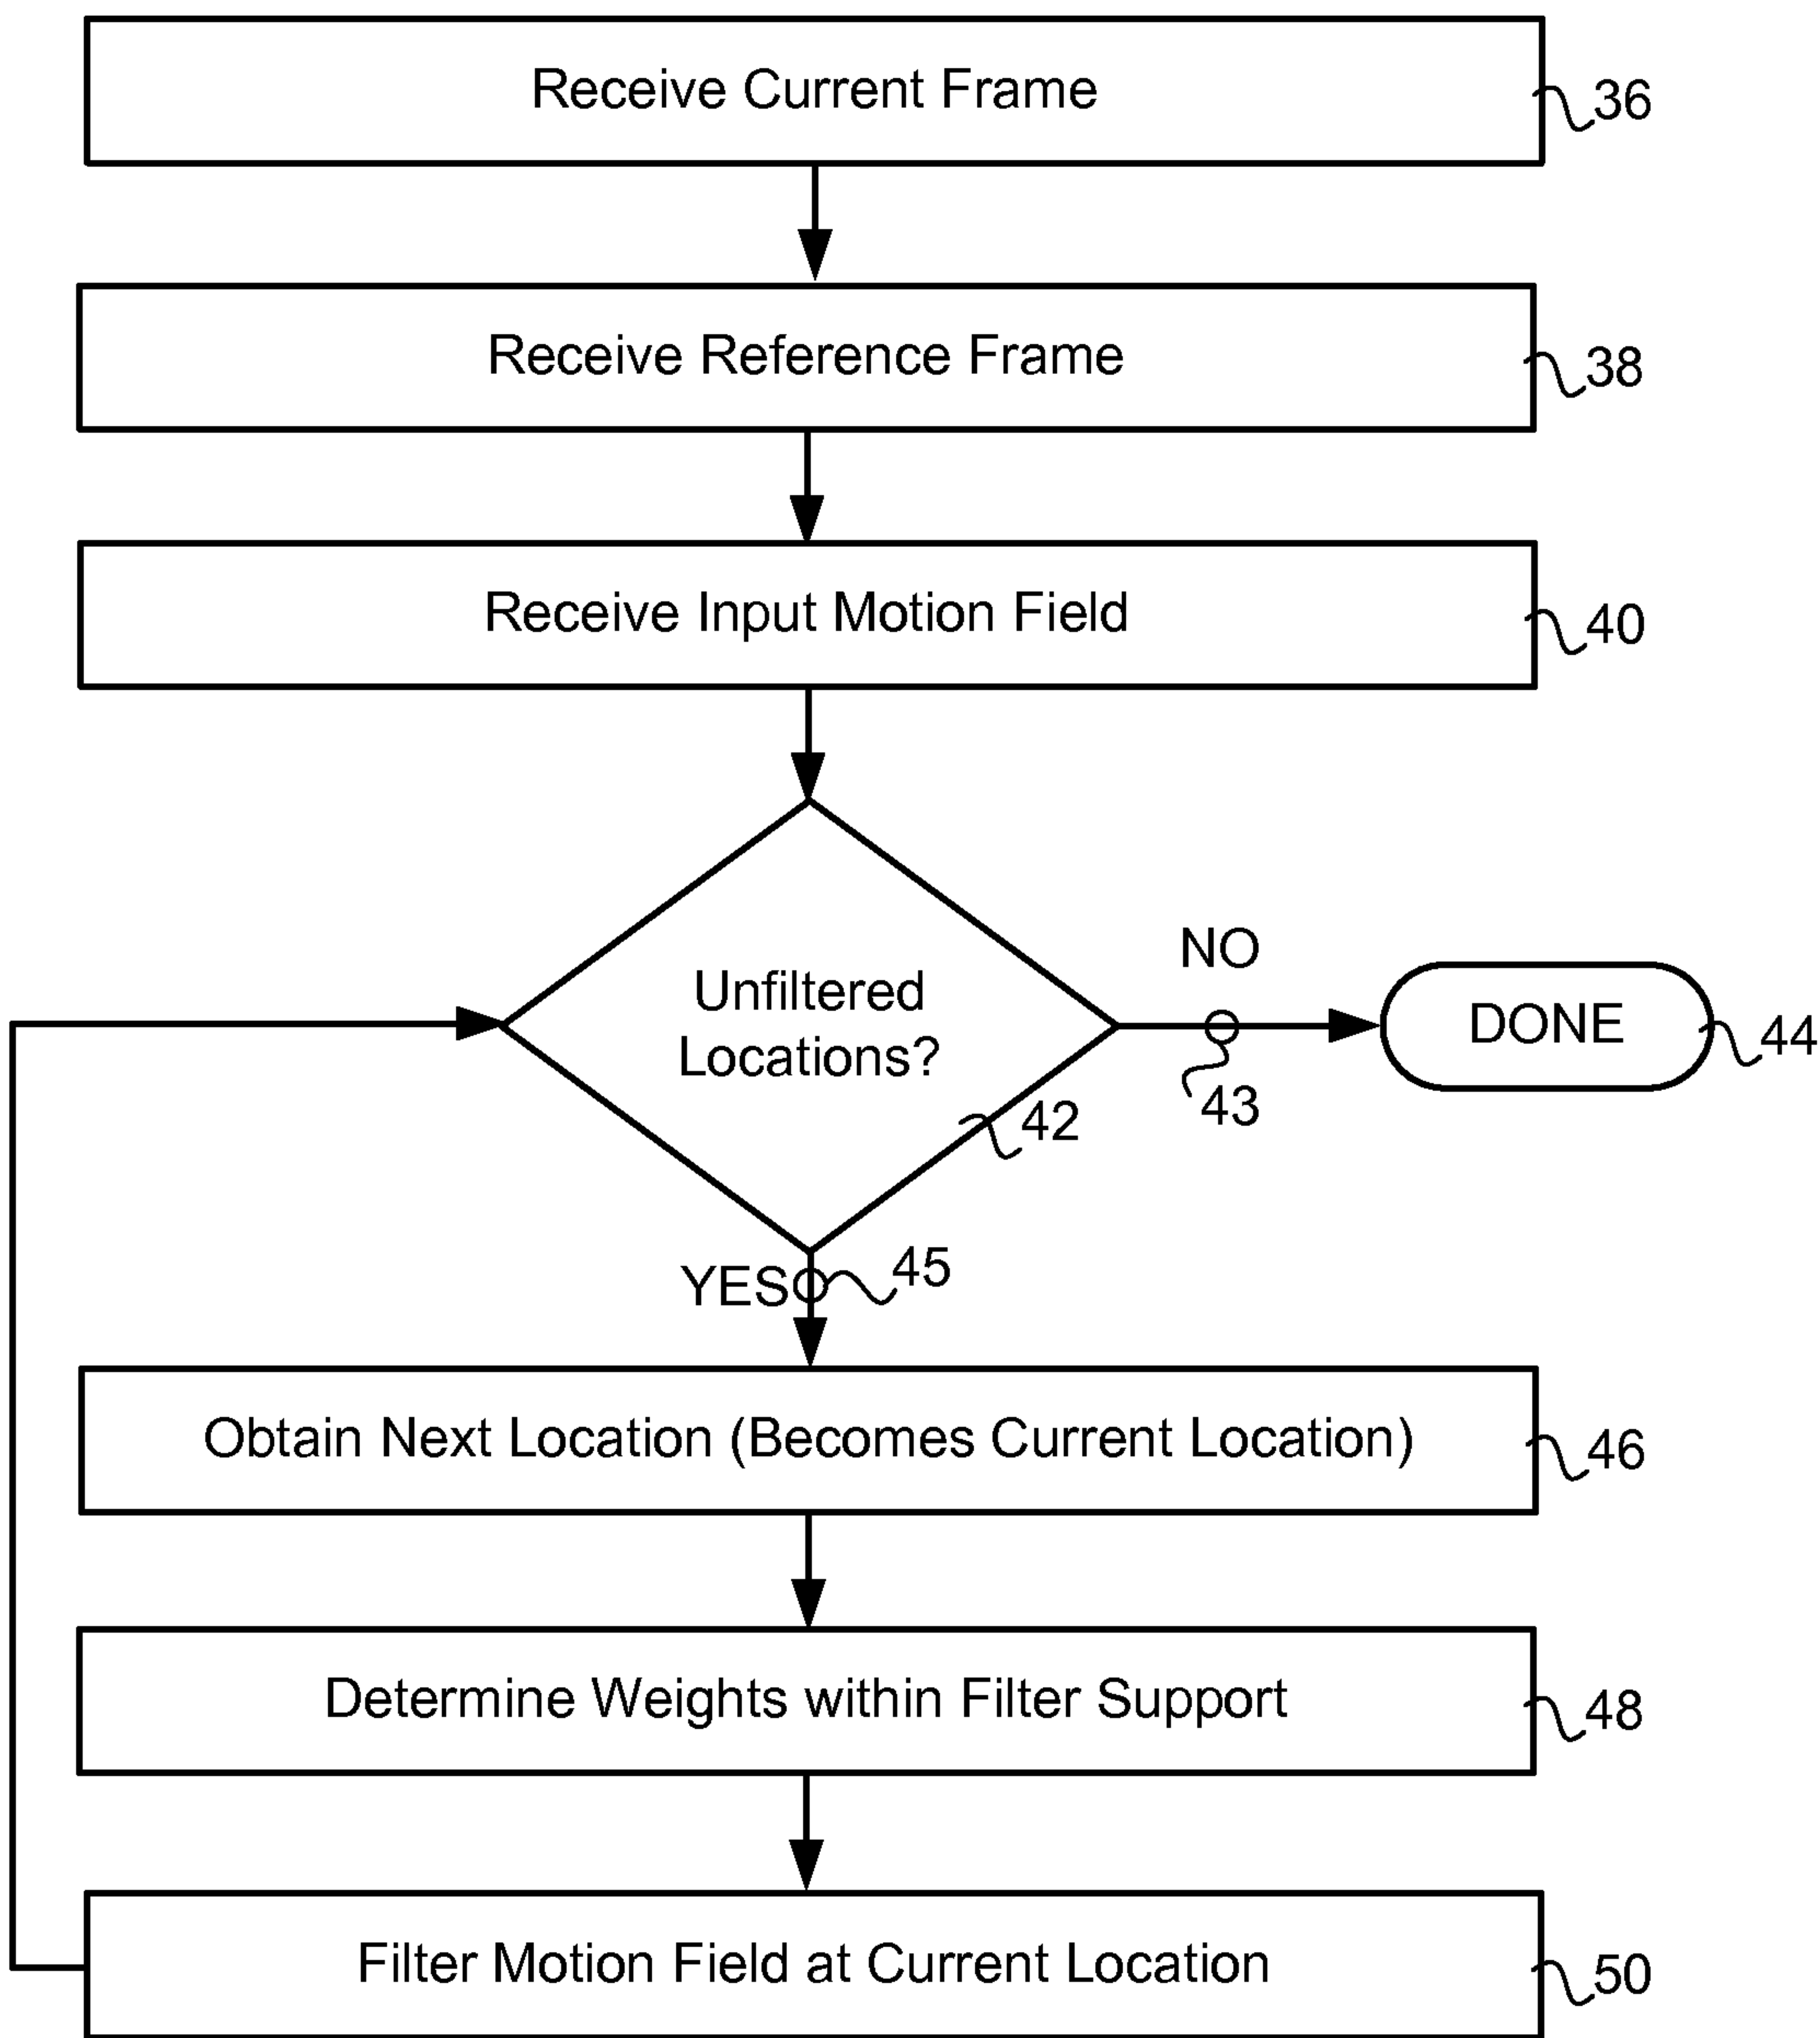 Receive Current Frame
36
Receive Reference Frame
38
Receive Input Motion Field
40
Unfiltered
Locations?
42
NO
43
DONE
44
YES
45
Obtain Next Location (Becomes Current Location)
46
Determine Weights within Filter Support
48
Filter Motion Field at Current Location
50